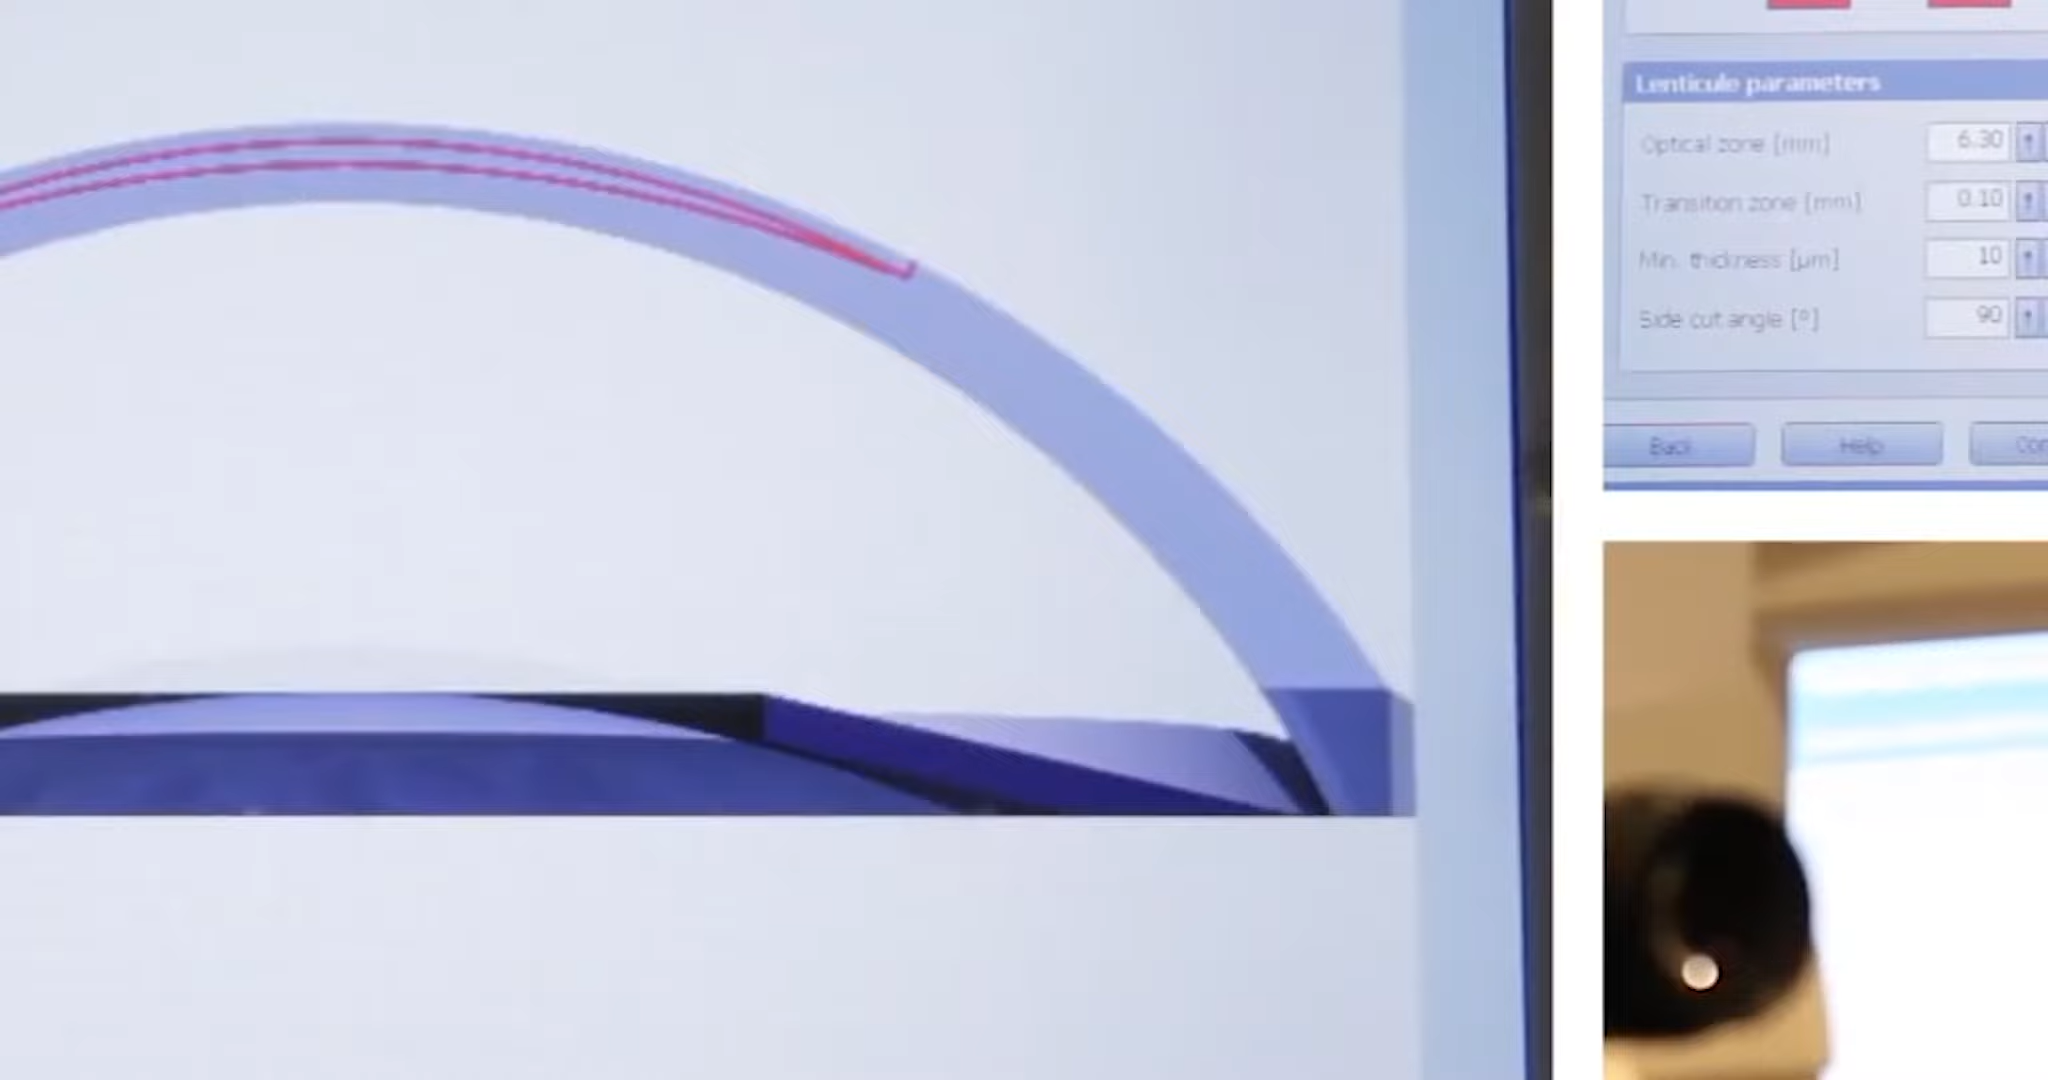 Lenticule parameters
Optical zone [mm] 6.30
Transition zone [mm] 0.10
Min. thickness [µm] 10
Side cut angle [°] 90
Back Help Con